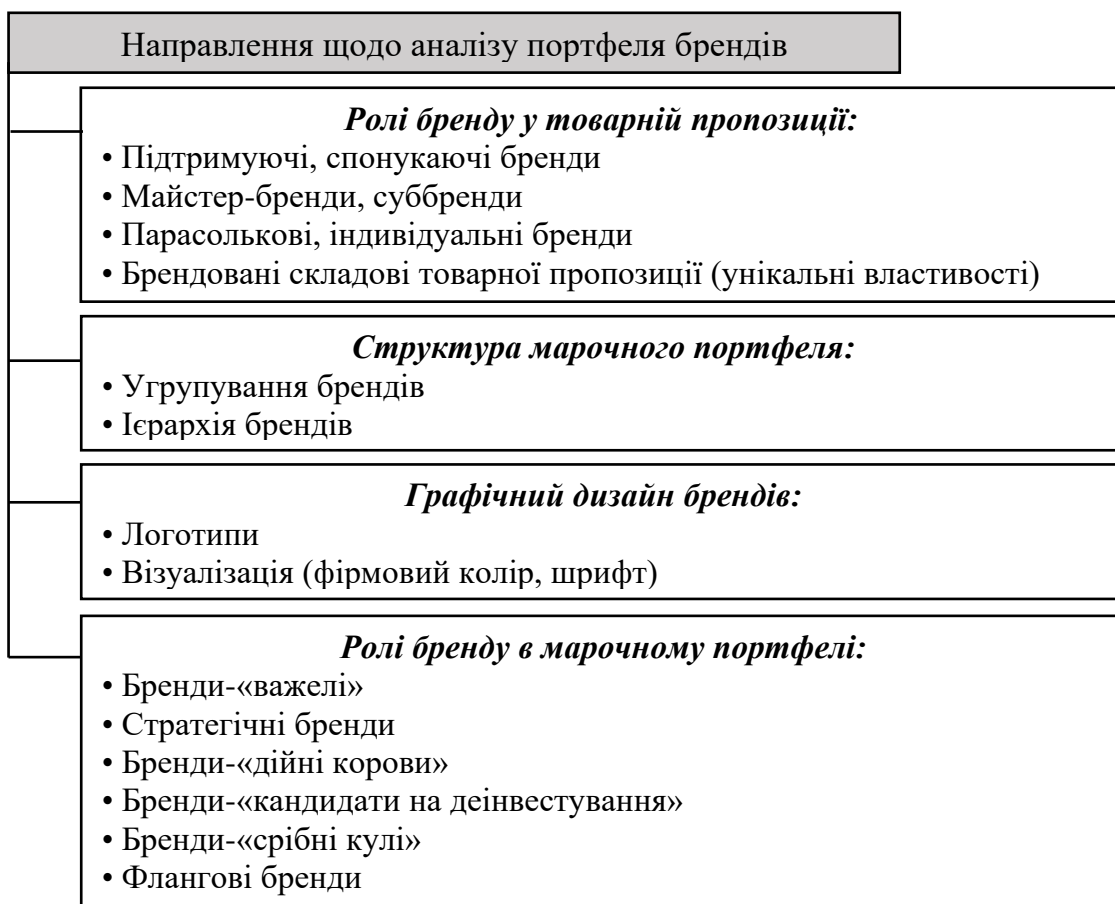 Направлення щодо аналізу портфеля брендів
Ролі бренду у товарній пропозиції:
• Підтримуючі, спонукаючі бренди
• Майстер-бренди, суббренди
• Парасолькові, індивідуальні бренди
• Брендовані складові товарної пропозиції (унікальні властивості)
Структура марочного портфеля:
• Угрупування брендів
• Ієрархія брендів
Графічний дизайн брендів:
• Логотипи
• Візуалізація (фірмовий колір, шрифт)
Ролі бренду в марочному портфелі:
• Бренди-«важелі»
• Стратегічні бренди
• Бренди-«дійні корови»
• Бренди-«кандидати на деінвестування»
• Бренди-«срібні кулі»
• Флангові бренди